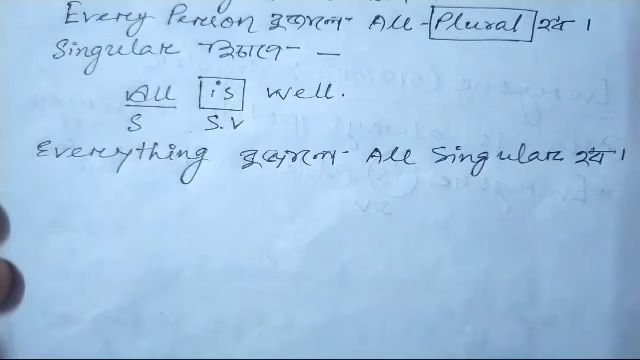 Every Person বুঝালে- All - Plural হয় ।
Singular হিসাবে- —
All is well.
S S.V
Everything বুঝালে- All Singular হয় ।